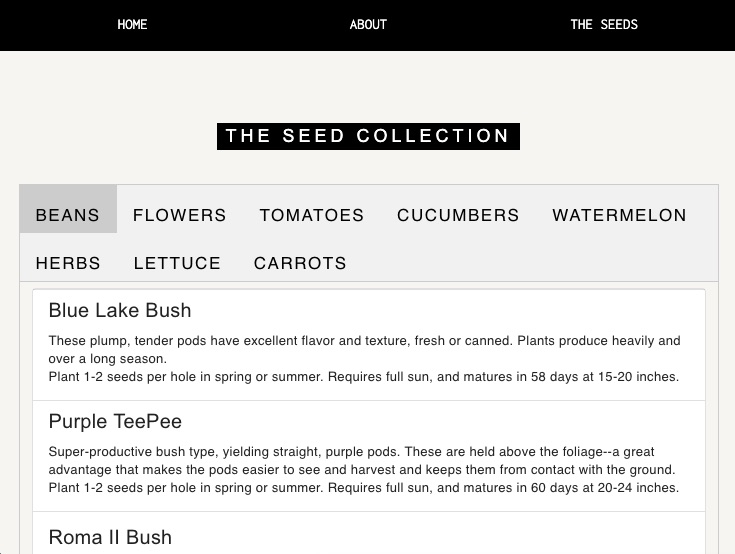 HOME ABOUT THE SEEDS
THE SEED COLLECTION
BEANS FLOWERS TOMATOES CUCUMBERS WATERMELON
HERBS LETTUCE CARROTS
Blue Lake Bush
These plump, tender pods have excellent flavor and texture, fresh or canned. Plants produce heavily and
over a long season.
Plant 1-2 seeds per hole in spring or summer. Requires full sun, and matures in 58 days at 15-20 inches.
Purple TeePee
Super-productive bush type, yielding straight, purple pods. These are held above the foliage--a great
advantage that makes the pods easier to see and harvest and keeps them from contact with the ground.
Plant 1-2 seeds per hole in spring or summer. Requires full sun, and matures in 60 days at 20-24 inches.
Roma II Bush